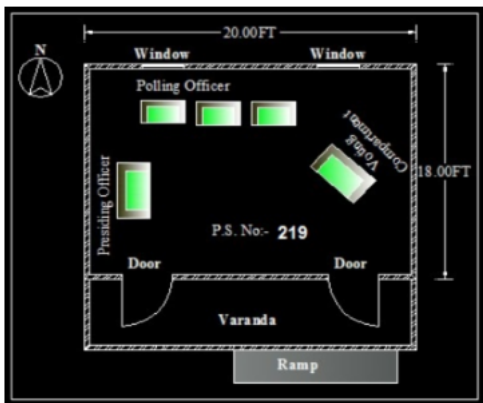 20.00FT
N
Window
Window
Polling Officer
Voting
Compartment
18.00FT
Presiding Officer
P.S. No:- 219
Door
Door
Varanda
Ramp